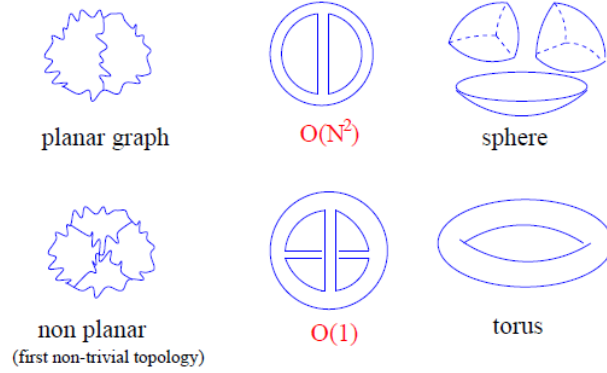 planar graph
O(N²)
sphere
non planar
(first non-trivial topology)
O(1)
torus